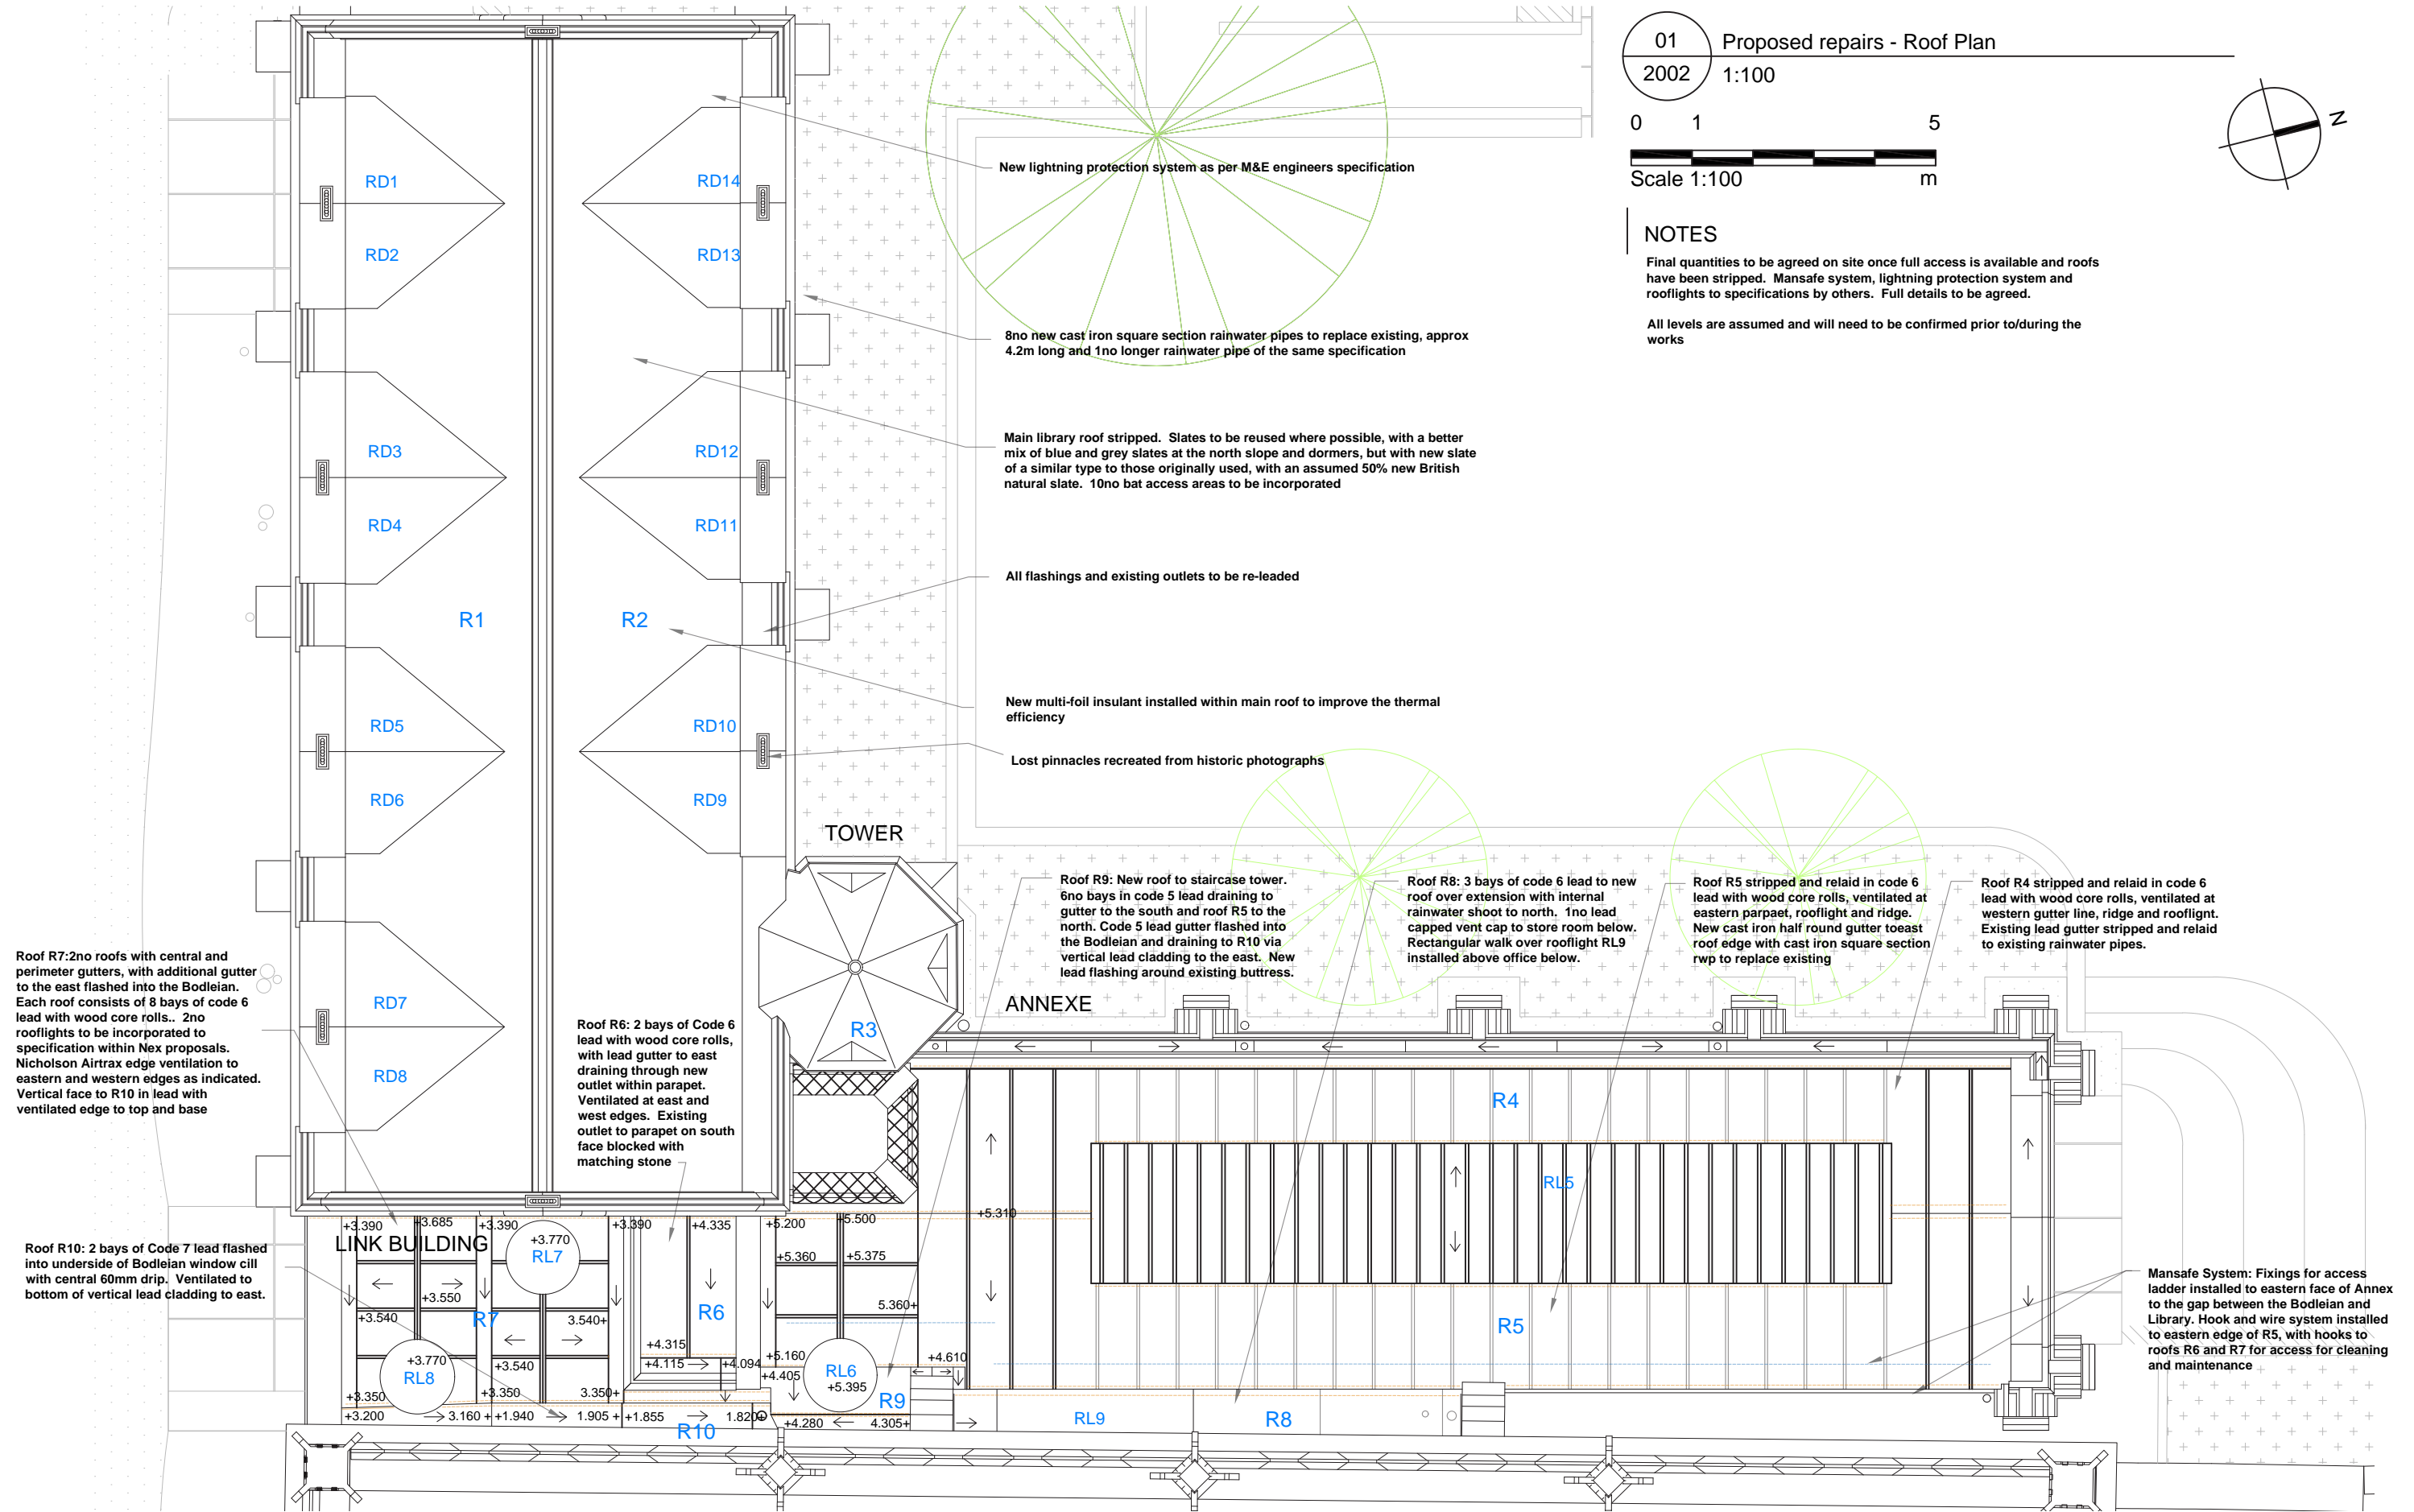 01
2002
Proposed repairs - Roof Plan
1:100
0 1 5
Scale 1:100 m
N
NOTES
Final quantities to be agreed on site once full access is available and roofs
have been stripped. Mansafe system, lightning protection system and
rooflights to specifications by others. Full details to be agreed.
All levels are assumed and will need to be confirmed prior to/during the
works
New lightning protection system as per M&E engineers specification
8no new cast iron square section rainwater pipes to replace existing, approx
4.2m long and 1no longer rainwater pipe of the same specification
Main library roof stripped. Slates to be reused where possible, with a better
mix of blue and grey slates at the north slope and dormers, but with new slate
of a similar type to those originally used, with an assumed 50% new British
natural slate. 10no bat access areas to be incorporated
All flashings and existing outlets to be re-leaded
New multi-foil insulant installed within main roof to improve the thermal
efficiency
Lost pinnacles recreated from historic photographs
RD1
RD14
RD2
RD13
RD3
RD12
RD4
RD11
R1
R2
RD5
RD10
RD6
RD9
RD7
RD8
TOWER
R3
ANNEXE
Roof R9: New roof to staircase tower.
6no bays in code 5 lead draining to
gutter to the south and roof R5 to the
north. Code 5 lead gutter flashed into
the Bodleian and draining to R10 via
vertical lead cladding to the east. New
lead flashing around existing buttress.
Roof R8: 3 bays of code 6 lead to new
roof over extension with internal
rainwater shoot to north. 1no lead
capped vent cap to store room below.
Rectangular walk over rooflight RL9
installed above office below.
Roof R5 stripped and relaid in code 6
lead with wood core rolls, ventilated at
eastern parpaet, rooflight and ridge.
New cast iron half round gutter toeast
roof edge with cast iron square section
rwp to replace existing
Roof R4 stripped and relaid in code 6
lead with wood core rolls, ventilated at
western gutter line, ridge and rooflignt.
Existing lead gutter stripped and relaid
to existing rainwater pipes.
Roof R7:2no roofs with central and
perimeter gutters, with additional gutter
to the east flashed into the Bodleian.
Each roof consists of 8 bays of code 6
lead with wood core rolls.. 2no
rooflights to be incorporated to
specification within Nex proposals.
Nicholson Airtrax edge ventilation to
eastern and western edges as indicated.
Vertical face to R10 in lead with
ventilated edge to top and base
Roof R6: 2 bays of Code 6
lead with wood core rolls,
with lead gutter to east
draining through new
outlet within parapet.
Ventilated at east and
west edges. Existing
outlet to parapet on south
face blocked with
matching stone
Roof R10: 2 bays of Code 7 lead flashed
into underside of Bodleian window cill
with central 60mm drip. Ventilated to
bottom of vertical lead cladding to east.
Mansafe System: Fixings for access
ladder installed to eastern face of Annex
to the gap between the Bodleian and
Library. Hook and wire system installed
to eastern edge of R5, with hooks to
roofs R6 and R7 for access for cleaning
and maintenance
R4
RL5
R5
+3.390 +3.685 +3.390 +3.390 +4.335 +5.200 +5.500 +5.310
LINK BUILDING
+3.770
RL7
+5.360 +5.375
+3.550
+3.540 R7 3.540+ R6 5.360+
+4.315
+3.770 +3.540 +4.115 +4.094 +5.160 +4.610
RL8 +4.405 RL6
+5.395
+3.350 +3.350 3.350+ R9
+3.200 3.160 + +1.940 1.905 + +1.855 1.820+ +4.280 4.305+
R10
RL9
R8